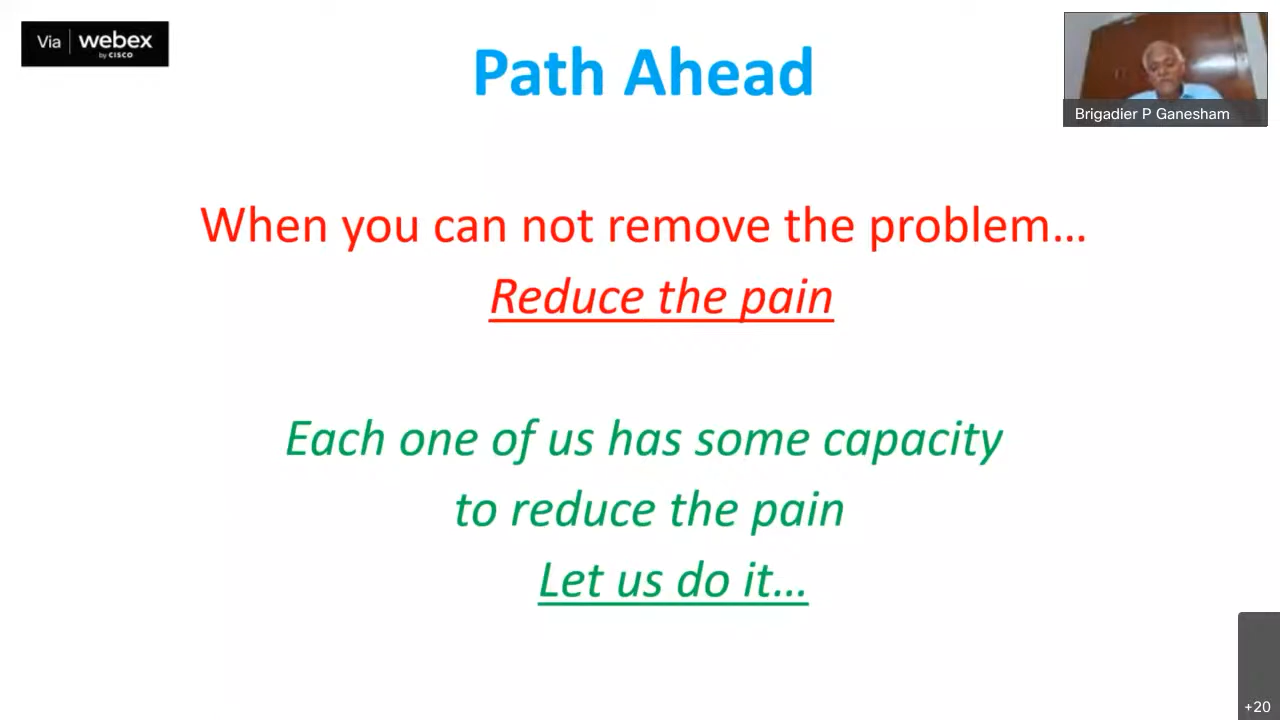 Via webex
by CISCO
Path Ahead
Brigadier P Ganesham
When you can not remove the problem...
Reduce the pain
Each one of us has some capacity
to reduce the pain
Let us do it...
+20